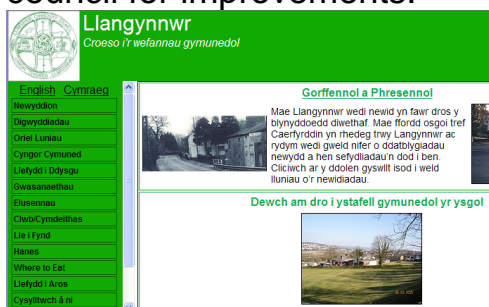 council for improvements.
Llangynnwr
Croeso i'r wefannau gymunedol
English Cymraeg
Newyddion
Digwyddiadau
Oriel Luniau
Cyngor Cymuned
Llefydd i Ddysgu
Gwasanaethau
Elusennau
Clwb/Cymdeithas
Lle i Fynd
Hanes
Where to Eat
Llefydd i Aros
Cysylltwch â ni
Gorffennol a Phresennol
Mae Llangynnwr wedi newid yn fawr dros y
blynyddoedd diwethaf. Mae ffordd osgoi tref
Caerfyrddin yn rhedeg trwy Llangynnwr ac
rydym wedi gweld nifer o ddatblygiadau
newydd a hen sefydliadau'n dod i ben.
Cliciwch ar y ddolen gyswllt isod i weld
lluniau o'r newidiadau.
Dewch am dro i ystafell gymunedol yr ysgol